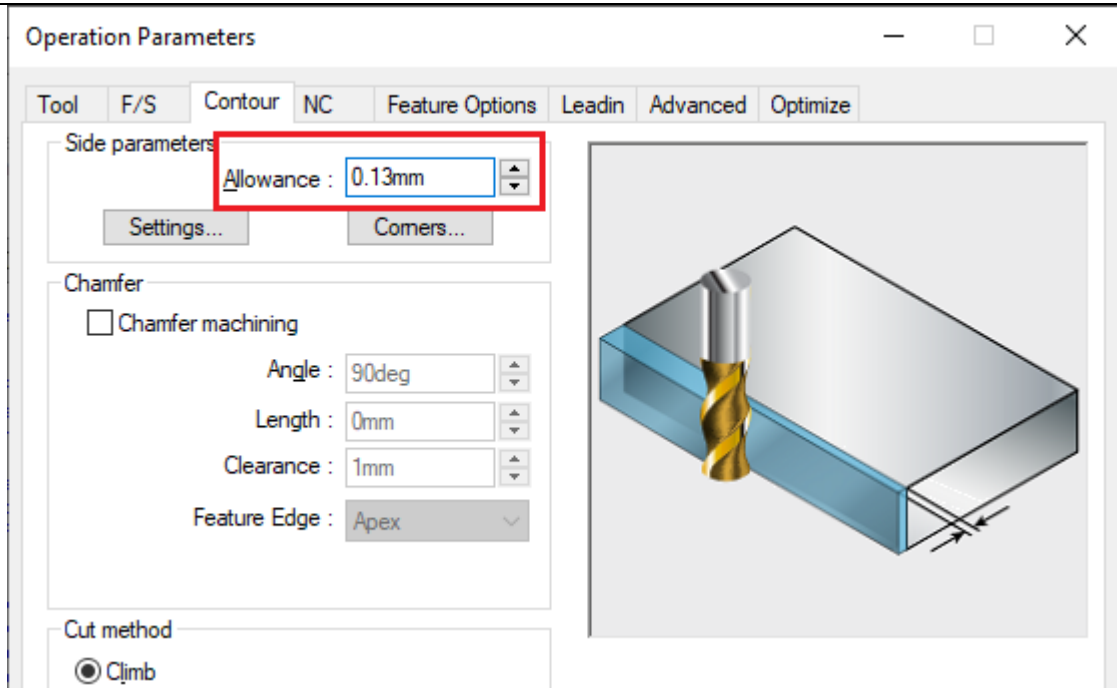 Operation Parameters
Tool F/S Contour NC Feature Options Leadin Advanced Optimize
Side parameters
Allowance : 0.13mm
Settings... Corners...
Chamfer
Chamfer machining
Angle : 90deg
Length : 0mm
Clearance : 1mm
Feature Edge : Apex
Cut method
Climb